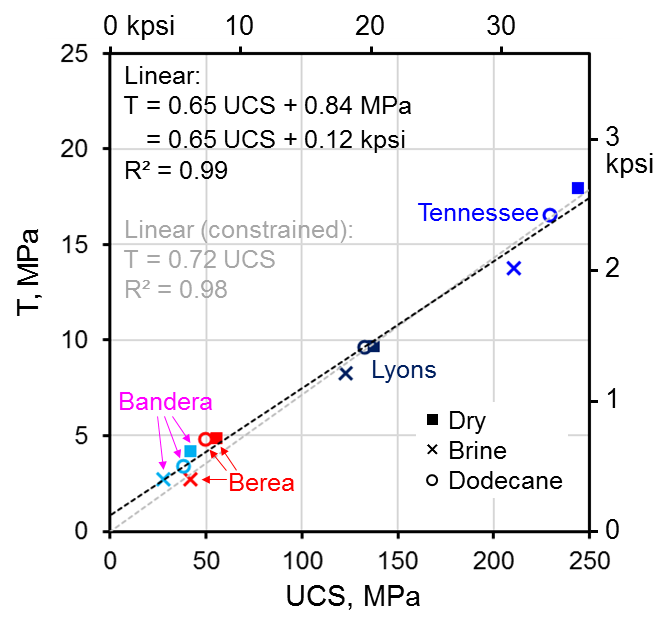 0 kpsi 10 20 30
25
20
15
10
5
0
T, MPa
Linear:
T = 0.65 UCS + 0.84 MPa
= 0.65 UCS + 0.12 kpsi
R² = 0.99
Linear (constrained):
T = 0.72 UCS
R² = 0.98
Tennessee
Lyons
Bandera
Berea
Dry
Brine
Dodecane
3
kpsi
2
1
0
0 50 100 150 200 250
UCS, MPa